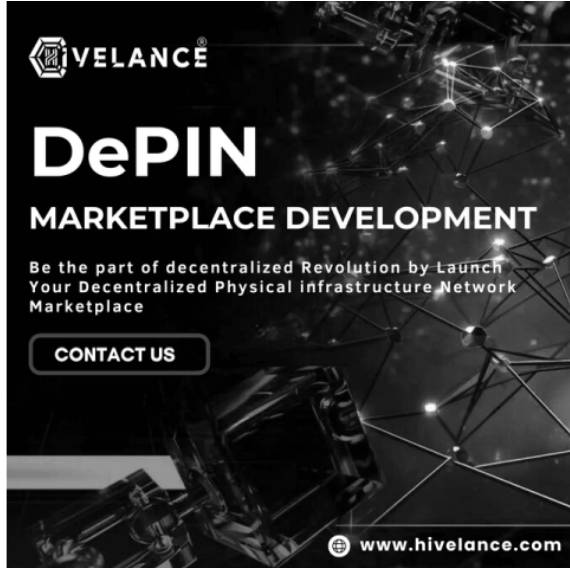 HIVELANCE®
DePIN
MARKETPLACE DEVELOPMENT
Be the part of decentralized Revolution by Launch
Your Decentralized Physical infrastructure Network
Marketplace
CONTACT US
www.hivelance.com